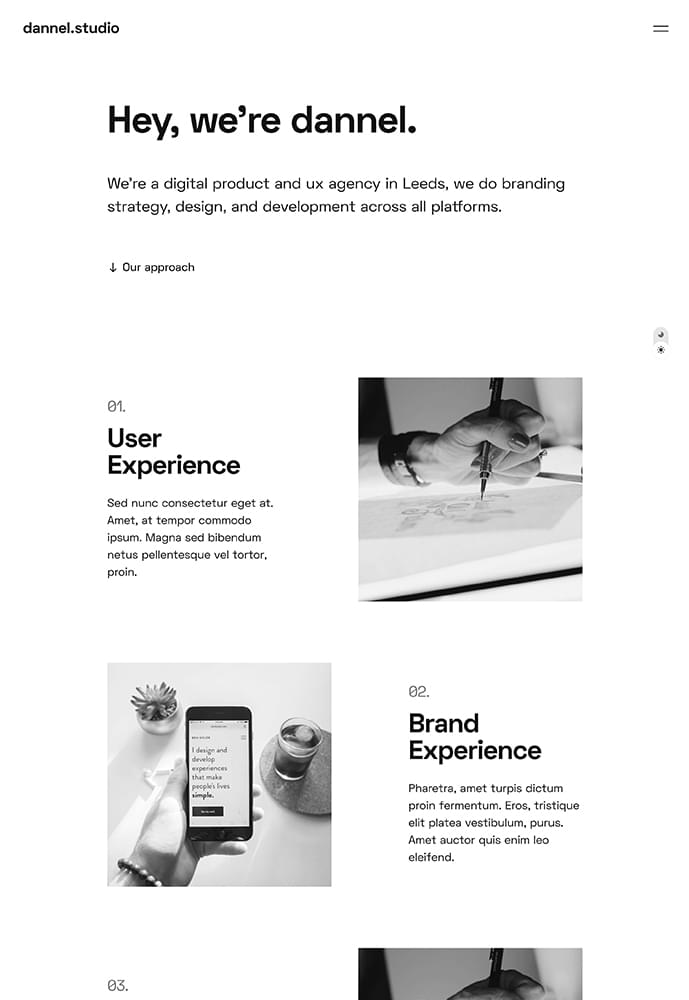 dannel.studio
Hey, we're dannel.
We're a digital product and ux agency in Leeds, we do branding
strategy, design, and development across all platforms.
↓ Our approach
01.
User
Experience
Sed nunc consectetur eget at.
Amet, at tempor commodo
ipsum. Magna sed bibendum
netus pellentesque vel tortor,
proin.
I design and
develop
experiences
that make
people's lives
simple.
02.
Brand
Experience
Pharetra, amet turpis dictum
proin fermentum. Eros, tristique
elit platea vestibulum, purus.
Amet auctor quis enim leo
eleifend.
03.